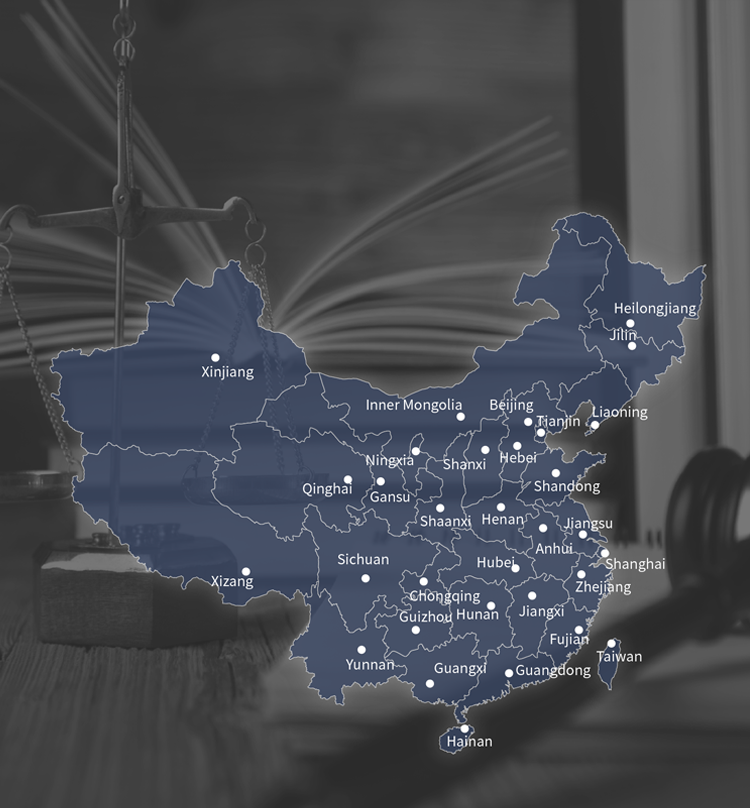 Heilongjiang
Jilin
Xinjiang
Inner Mongolia
Beijing
Tianjin
Liaoning
Ningxia
Shanxi
Hebei
Qinghai
Gansu
Shandong
Shaanxi
Henan
Jiangsu
Anhui
Sichuan
Hubei
Shanghai
Xizang
Zhejiang
Chongqing
Guizhou
Hunan
Jiangxi
Fujian
Yunnan
Guangxi
Guangdong
Taiwan
Hainan